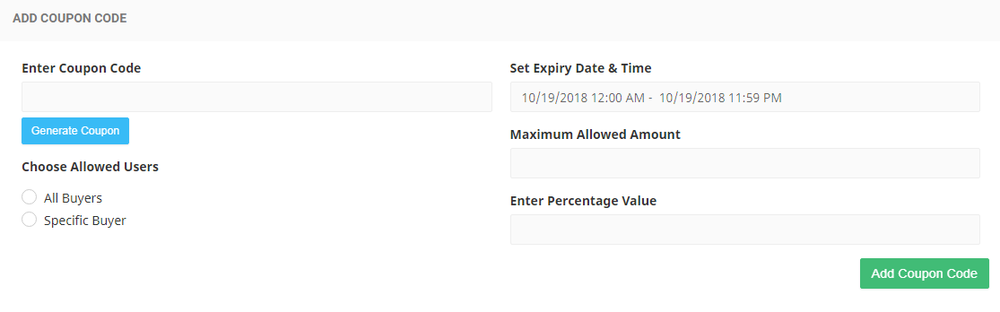 ADD COUPON CODE
Enter Coupon Code
Generate Coupon
Choose Allowed Users
All Buyers
Specific Buyer
Set Expiry Date & Time
10/19/2018 12:00 AM - 10/19/2018 11:59 PM
Maximum Allowed Amount
Enter Percentage Value
Add Coupon Code